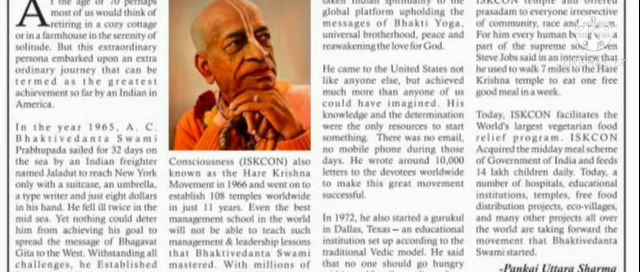 At the age of 70 perhaps
most of us would think of
retiring in a cozy cottage
or in a farmhouse in the serenity of
solitude. But this extraordinary
persona embarked upon an extra
ordinary journey that can be
termed as the greatest
achievement so far by an Indian in
America.
In the year 1965, A. C.
Bhaktivedanta Swami
Prabhupada sailed for 32 days on
the sea by an Indian freighter
named Jaladut to reach New York
only with a suitcase, an umbrella,
a type writer and just eight dollars
in his hand. He fell ill twice in the
mid sea. Yet nothing could deter
him from achieving his goal to
spread the message of Bhagavat
Gita to the West. Withstanding all
challenges, he Established
Consciousness (ISKCON) also
known as the Hare Krishna
Movement in 1966 and went on to
establish 108 temples worldwide
in just 11 years. Even the best
management school in the world
will not be able to teach such
management & leadership lessons
that Bhaktivedanta Swami
mastered. With millions of
taken Indian spirituality to the
global platform upholding the
messages of Bhakti Yoga,
universal brotherhood, peace and
reawakening the love for God.
He came to the United States not
like anyone else, but achieved
much more than anyone of us
could have imagined. His
knowledge and the determination
were the only resources to start
something. There was no email,
no mobile phone during those
days. He wrote around 10,000
letters to the devotees worldwide
to make this great movement
successful.
In 1972, he also started a gurukul
in Dallas, Texas – an educational
institution set up according to the
traditional Vedic model. He said
that no one should go hungry
ISKCON temple and offered
prasadam to everyone irrespective
of community, race and
For him every human
part of the supreme
Steve Jobs said in an interview that
he used to walk 7 miles to the Hare
Krishna temple to eat one free
good meal in a week.
Today, ISKCON facilitates the
World's largest vegetarian food
relief program. ISKCON
Acquired the midday meal scheme
of Government of India and feeds
14 lakh children daily. Today, a
number of hospitals, educational
institutions, temples, free food
distribution projects, eco-villages,
and many other projects all over
the world are taking forward the
movement that Bhaktivedanta
Swami started.
-Pankaj Uttara Sharma